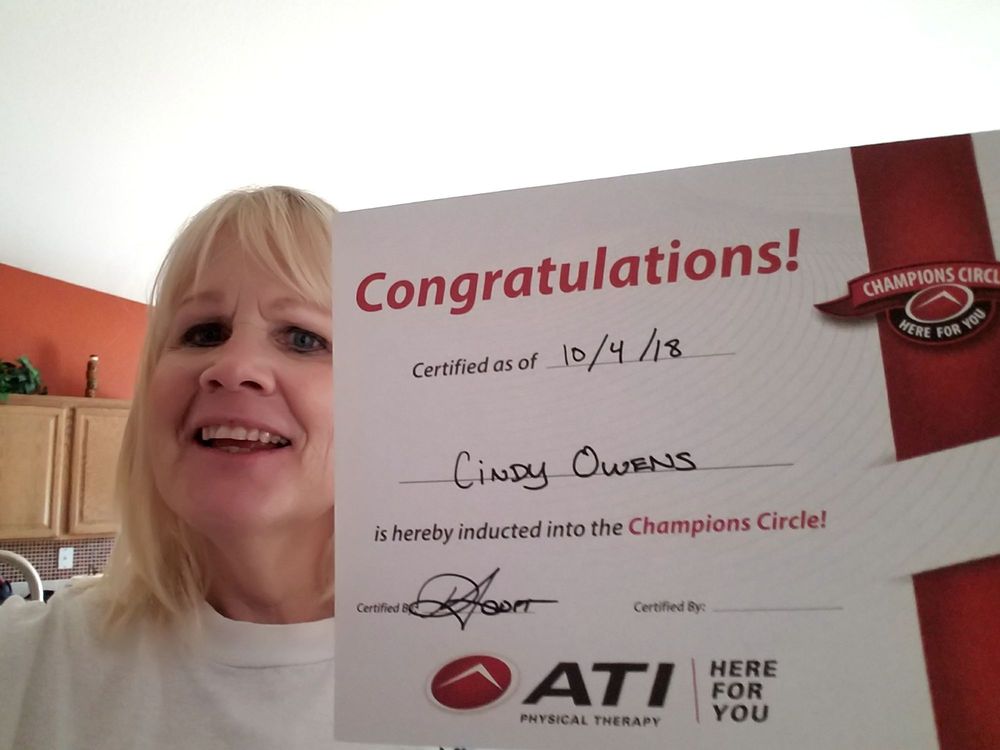 Congratulations!
CHAMPIONS CIRCL
HERE FOR YOU
Certified as of 10/4/18
CINDY OWENS
is hereby inducted into the Champions Circle!
Certified By:
Certified By:
ATI
PHYSICAL THERAPY
HERE
FOR
YOU